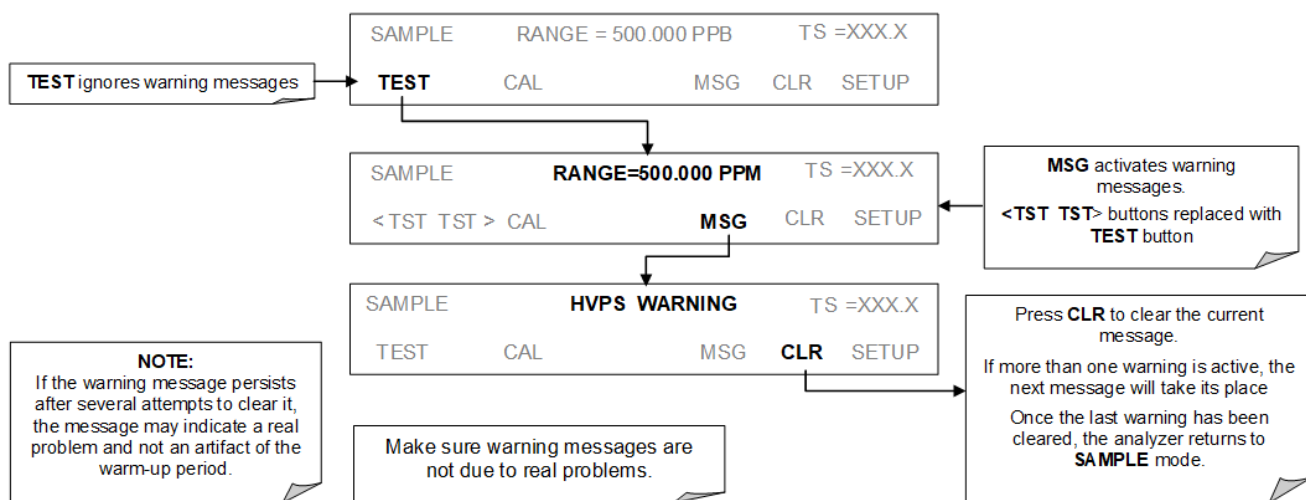 SAMPLE RANGE = 500.000 PPB TS =XXX.X
TEST ignores warning messages
TEST CAL MSG CLR SETUP
SAMPLE RANGE=500.000 PPM TS =XXX.X
< TST TST > CAL MSG CLR SETUP
MSG activates warning
messages.
<TST TST> buttons replaced with
TEST button
SAMPLE HVPS WARNING TS =XXX.X
TEST CAL MSG CLR SETUP
Press CLR to clear the current
message.
If more than one warning is active, the
next message will take its place
Once the last warning has been
cleared, the analyzer returns to
SAMPLE mode.
NOTE:
If the warning message persists
after several attempts to clear it,
the message may indicate a real
problem and not an artifact of the
warm-up period.
Make sure warning messages are
not due to real problems.